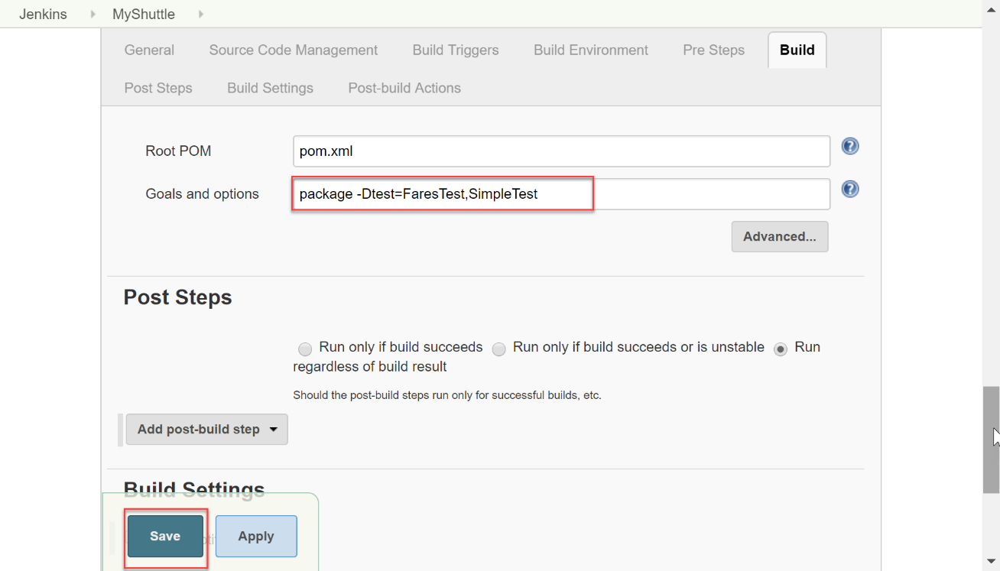 Jenkins MyShuttle
General Source Code Management Build Triggers Build Environment Pre Steps Build
Post Steps Build Settings Post-build Actions
Root POM pom.xml
Goals and options package -Dtest=FaresTest,SimpleTest
Advanced...
Post Steps
Run only if build succeeds Run only if build succeeds or is unstable Run
regardless of build result
Should the post-build steps run only for successful builds, etc.
Add post-build step
Build Settings
Save Apply